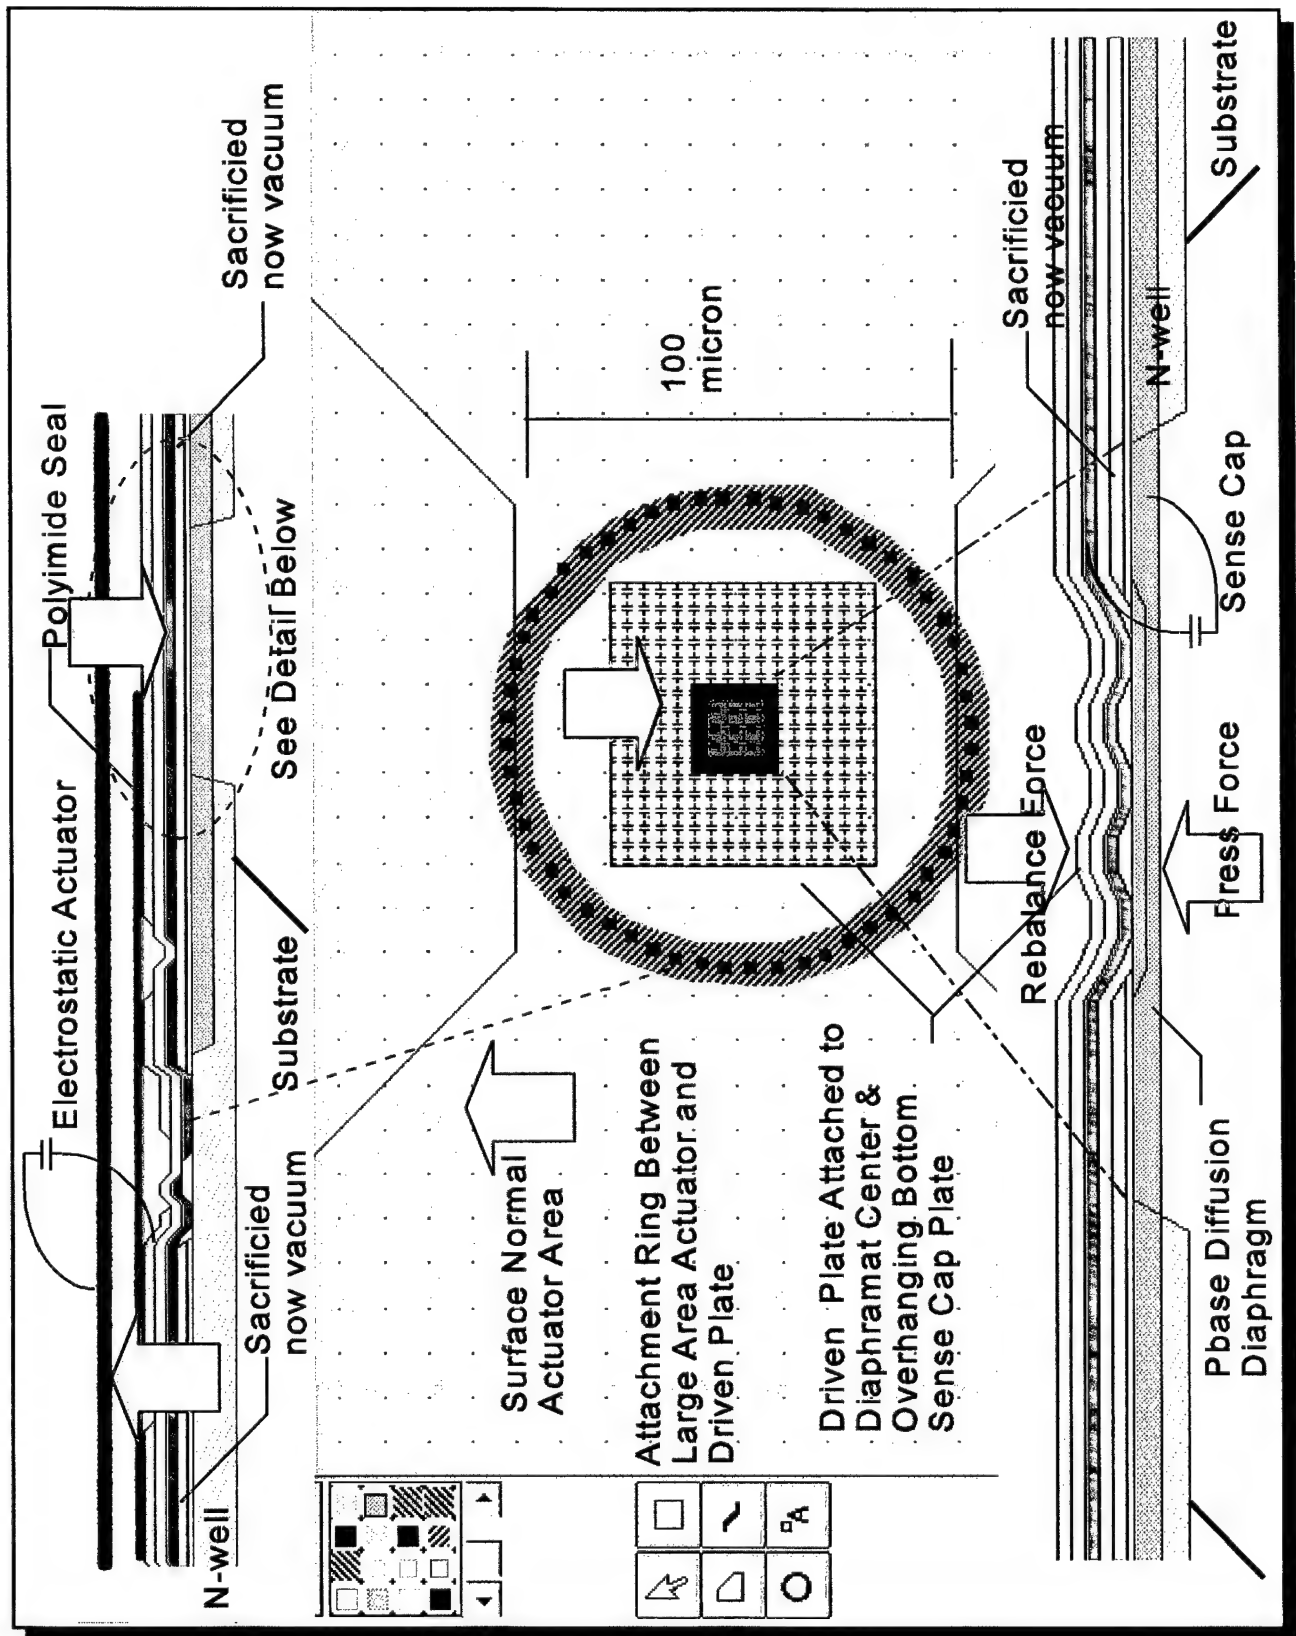 Electrostatic Actuator
Polyimide Seal
Sacrificied
now vacuum
N-well
Sacrificied
now vacuum
Substrate
See Detail Below
Surface Normal
Actuator Area
100
micron
Attachment Ring Between
Large Area Actuator and
Driven Plate
Driven Plate Attached to
Diaphramat Center &
Overhanging Bottom
Sense Cap Plate
Rebalance Force
Sacrificied
now vacuum
N-well
Substrate
Pbase Diffusion
Diaphragm
Press Force
Sense Cap
A